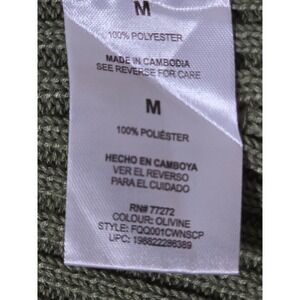 M
100% POLYESTER
MADE IN CAMBODIA
SEE REVERSE FOR CARE
M
100% POLIÉSTER
HECHO EN CAMBOYA
VER EL REVERSO
PARA EL CUIDADO
RN# 77272
COLOUR: OLIVINE
STYLE: FQQ001CWNSCP
UPC: 196822286389